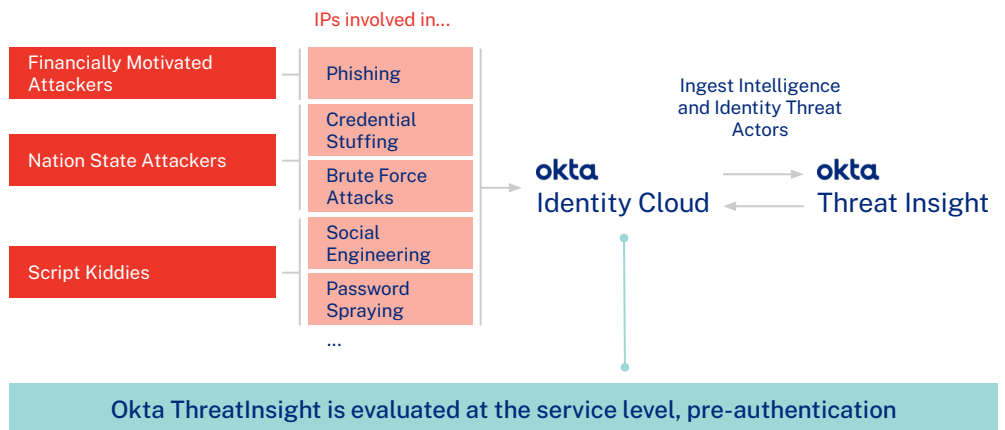 IPs involved in...
Financially Motivated
Attackers
Nation State Attackers
Script Kiddies
Phishing
Credential
Stuffing
Brute Force
Attacks
Social
Engineering
Password
Spraying
...
okta
Identity Cloud
Ingest Intelligence
and Identity Threat
Actors
okta
Threat Insight
Okta ThreatInsight is evaluated at the service level, pre-authentication